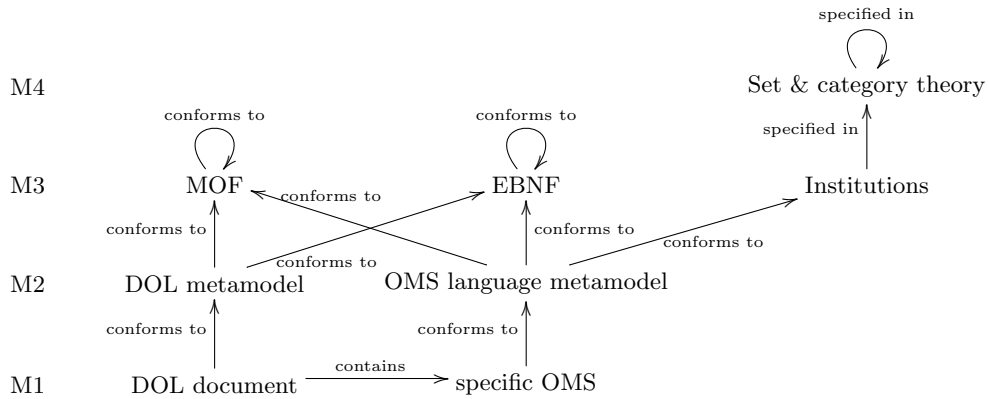 specified in
M4
Set & category theory
conforms to
conforms to
specified in
M3
MOF
EBNF
Institutions
conforms to
conforms to
conforms to
conforms to
conforms to
M2
DOL metamodel
OMS language metamodel
conforms to
conforms to
contains
M1
DOL document
specific OMS